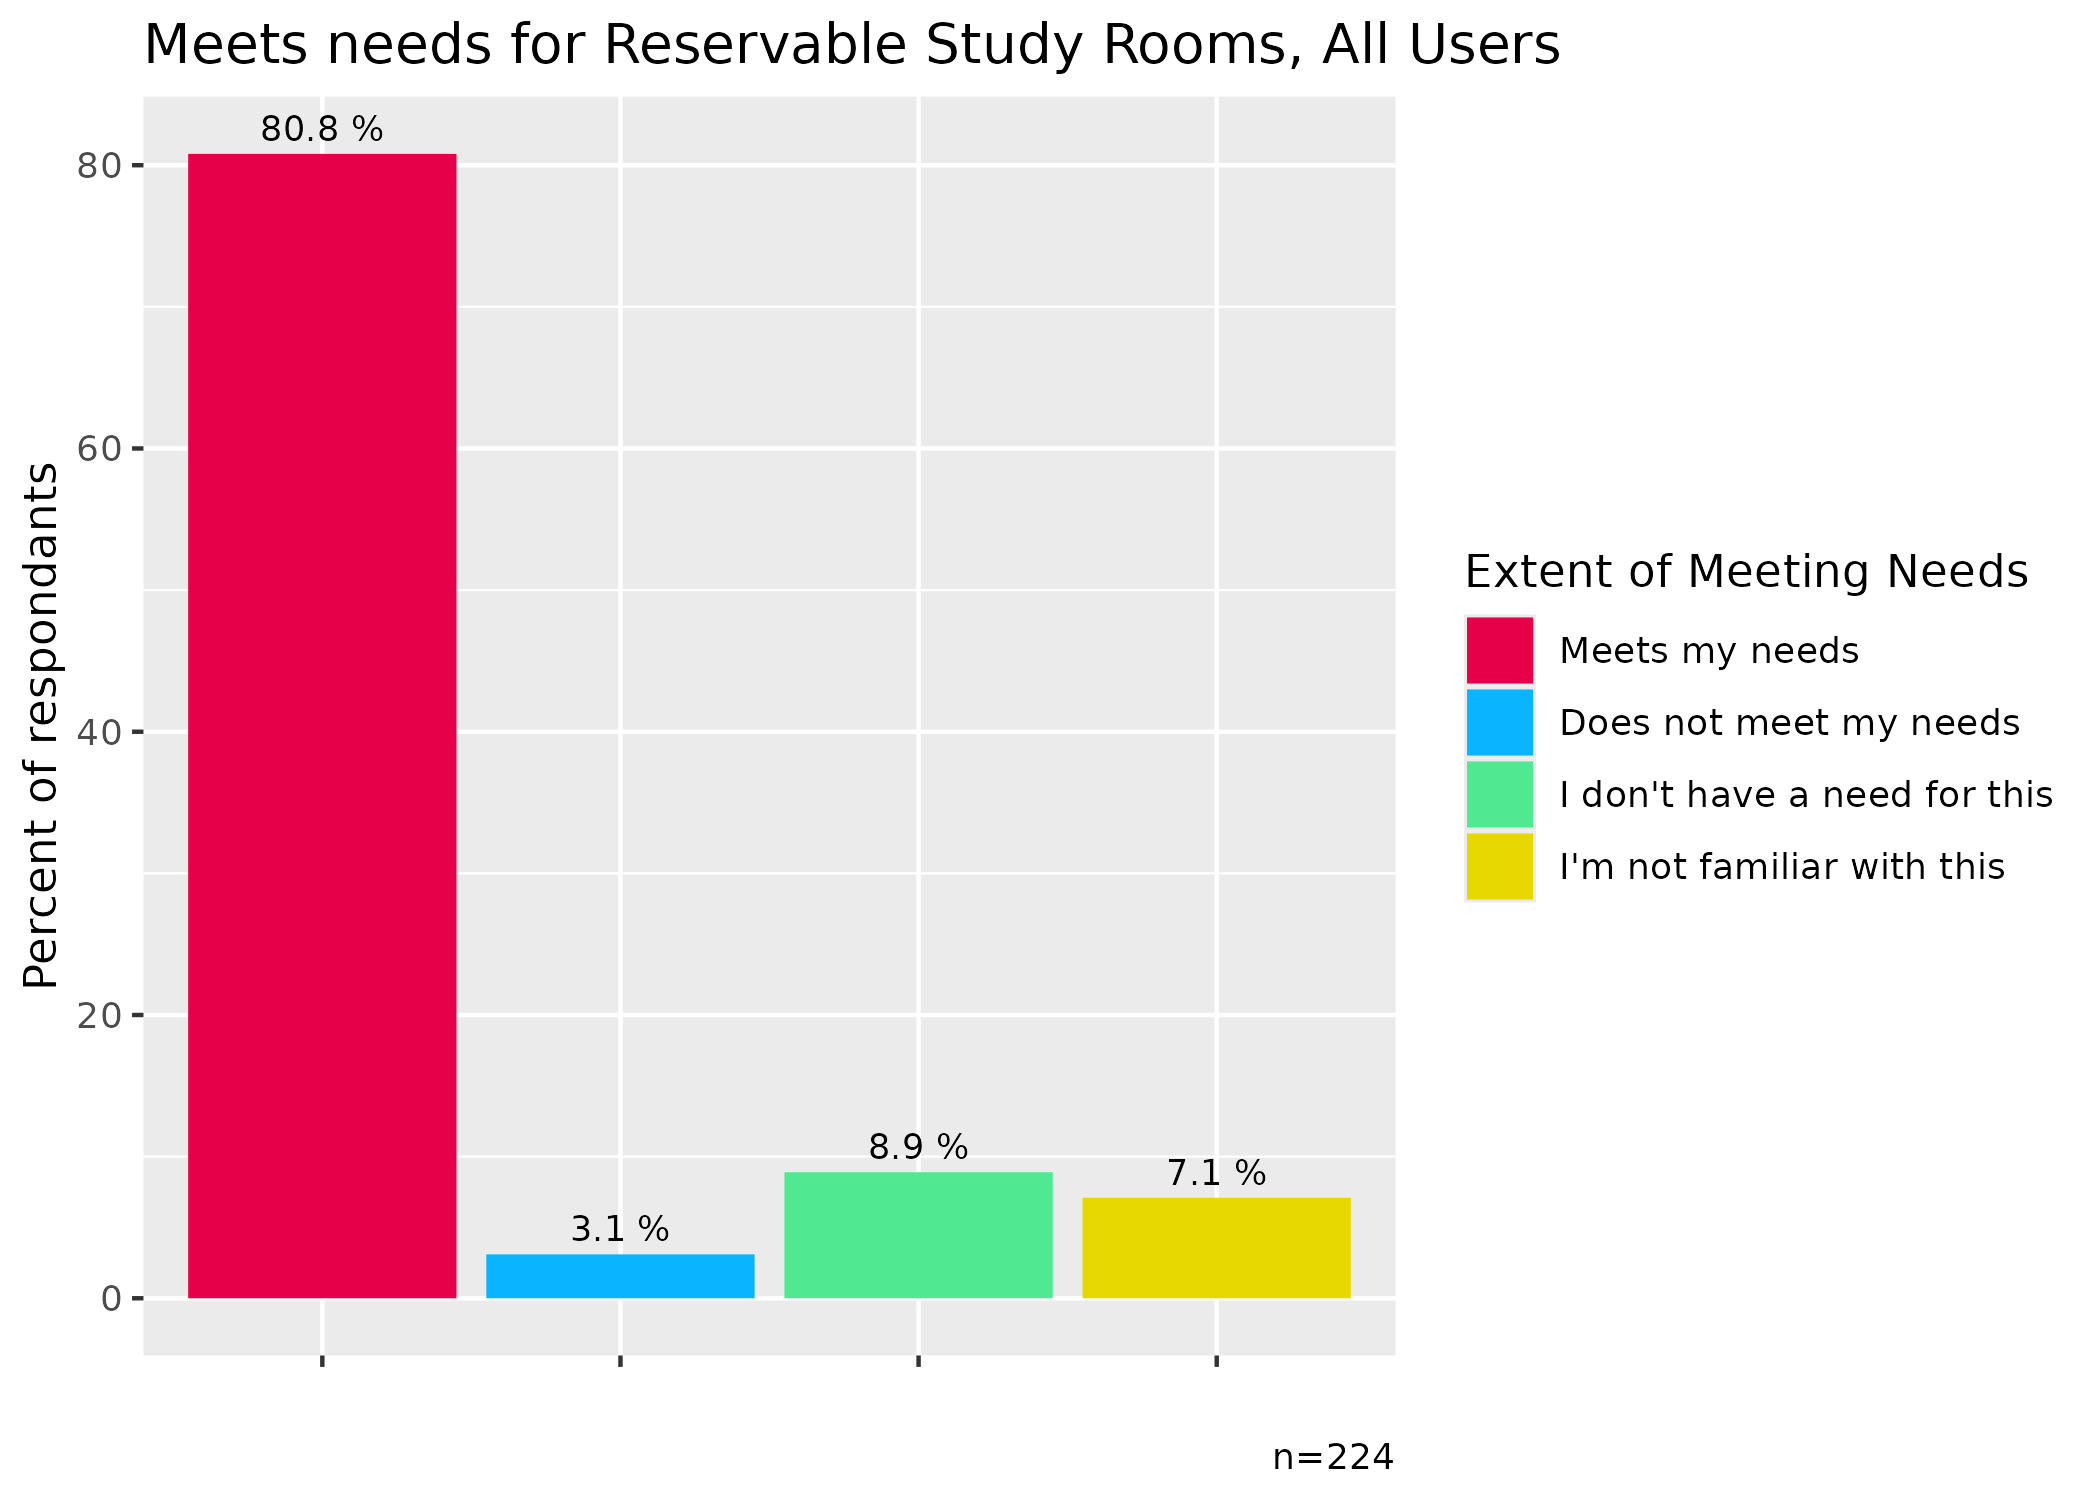 Meets needs for Reservable Study Rooms, All Users
80.8 %
80
60
40
20
0
Percent of respondants
3.1 %
8.9 %
7.1 %
Extent of Meeting Needs
Meets my needs
Does not meet my needs
I don't have a need for this
I'm not familiar with this
n=224